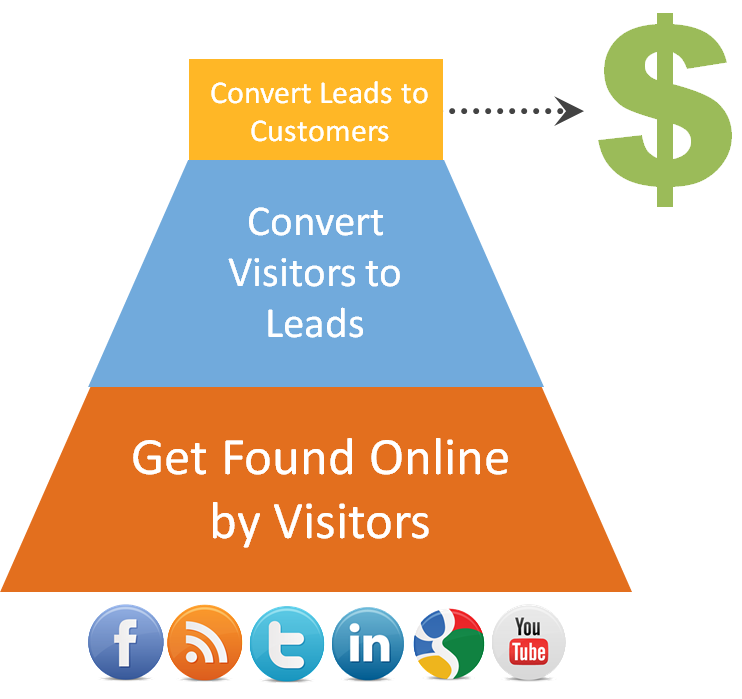 Convert Leads to
Customers
$
Convert
Visitors to
Leads
Get Found Online
by Visitors
f
t
in
g
You
Tube